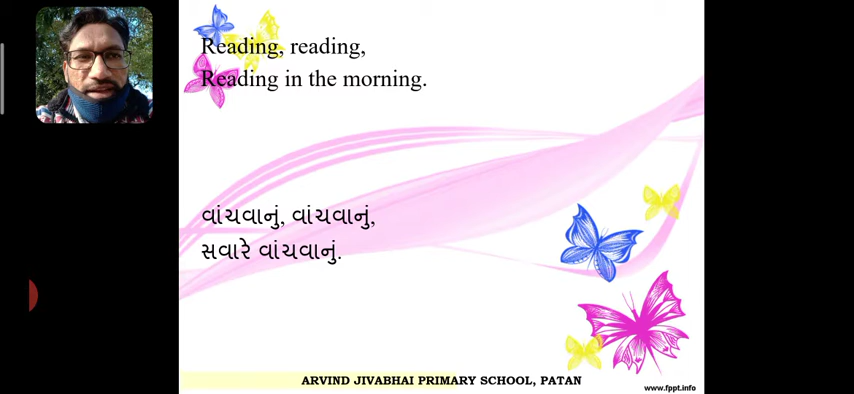 Reading, reading,
Reading in the morning.
વાંચવાનું, વાંચવાનું,
સવારે વાંચવાનું.
ARVIND JIVABHAI PRIMARY SCHOOL, PATAN
www.fppt.info